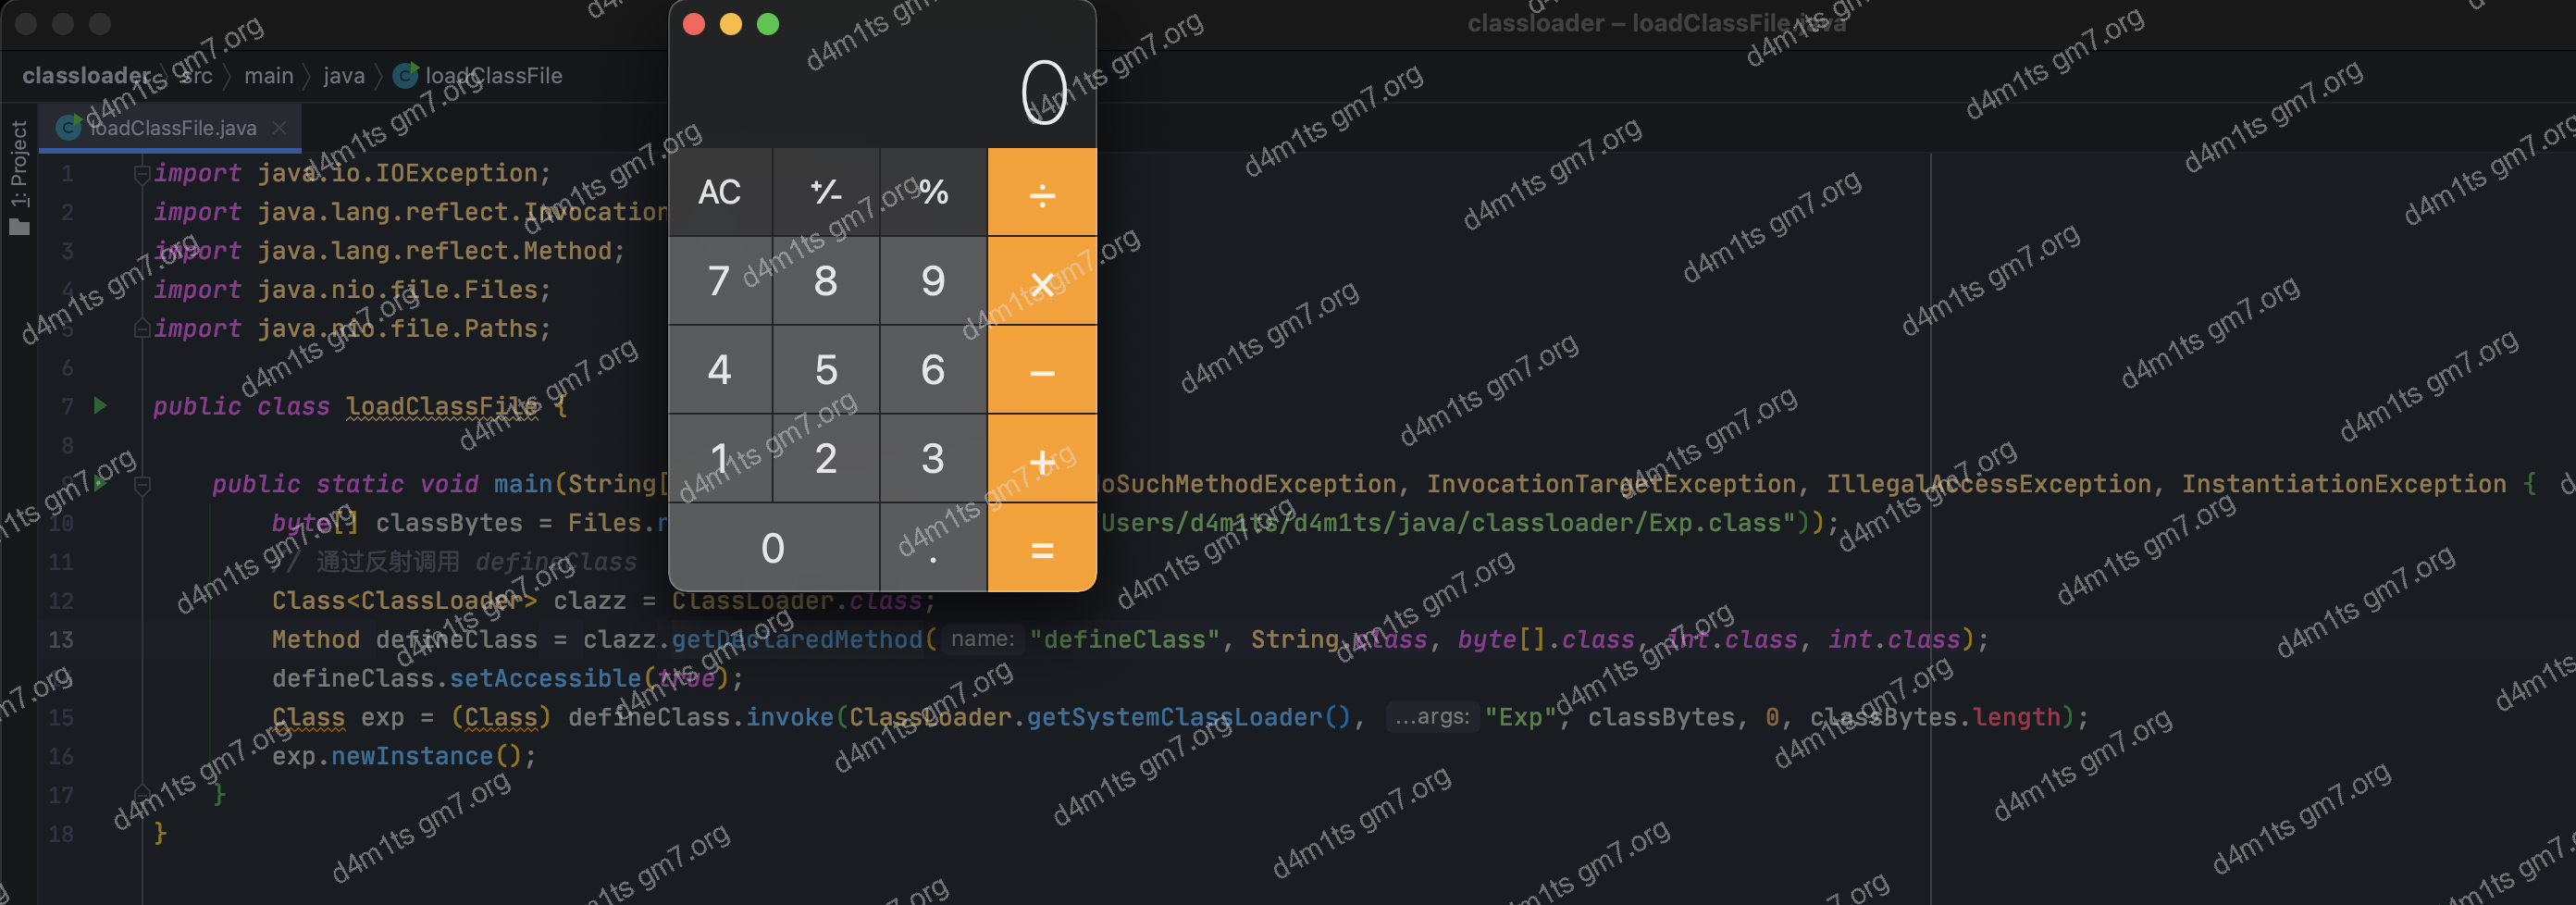 classloader – loadClassFile.java
classloader src main java loadClassFile
loadClassFile.java
1: Project
0
AC +/- % ÷
7 8 9 ×
4 5 6 −
1 2 3 +
0 . =
1 import java.io.IOException;
2 import java.lang.reflect.Invocation
3 import java.lang.reflect.Method;
4 import java.nio.file.Files;
5 import java.nio.file.Paths;
6
7 public class loadClassFile {
8
9 public static void main(String[ oSuchMethodException, InvocationTargetException, IllegalAccessException, InstantiationException {
10 byte[] classBytes = Files.r Users/d4m1ts/d4m1ts/java/classloader/Exp.class"));
11 // 通过反射调用 defineClass
12 Class<ClassLoader> clazz = ClassLoader.class;
13 Method defineClass = clazz.getDeclaredMethod( name: "defineClass", String.class, byte[].class, int.class, int.class);
14 defineClass.setAccessible(true);
15 Class exp = (Class) defineClass.invoke(ClassLoader.getSystemClassLoader(), ...args: "Exp", classBytes, 0, classBytes.length);
16 exp.newInstance();
17 }
18 }
d4m1ts gm7.org